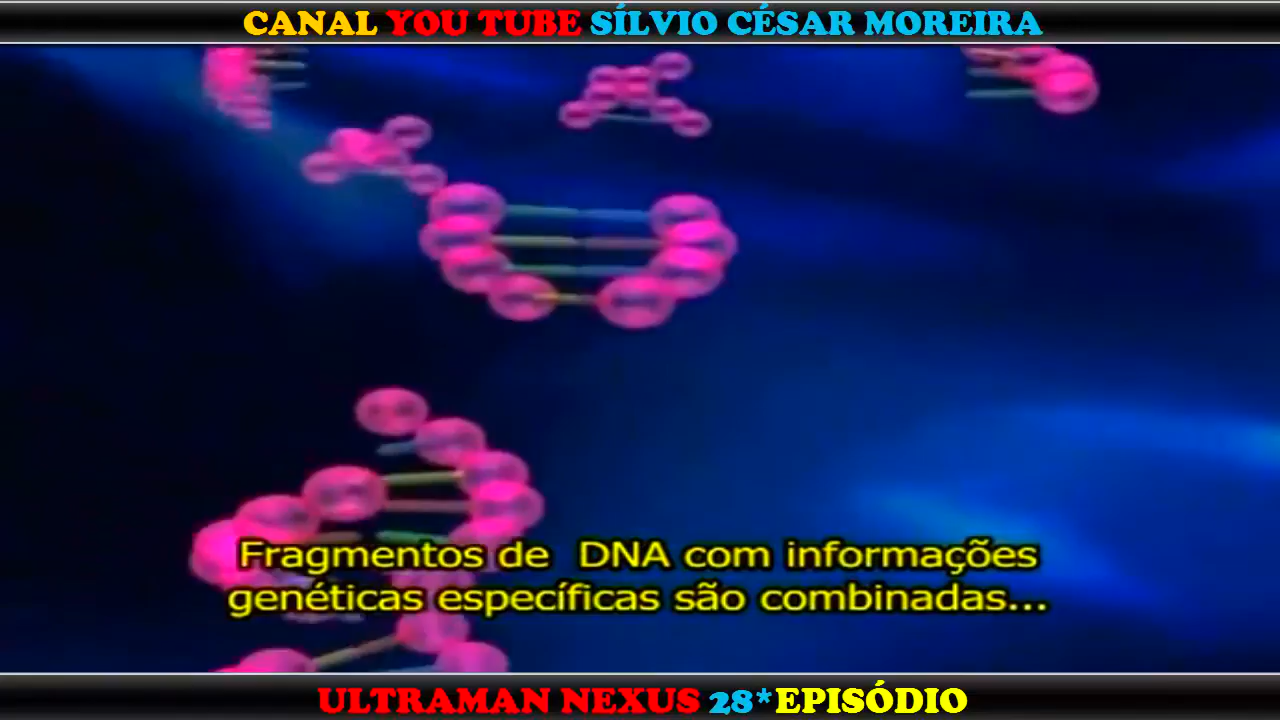 CANAL YOU TUBE SÍLVIO CÉSAR MOREIRA
Fragmentos de DNA com informações
genéticas específicas são combinadas...
ULTRAMAN NEXUS 28*EPISÓDIO